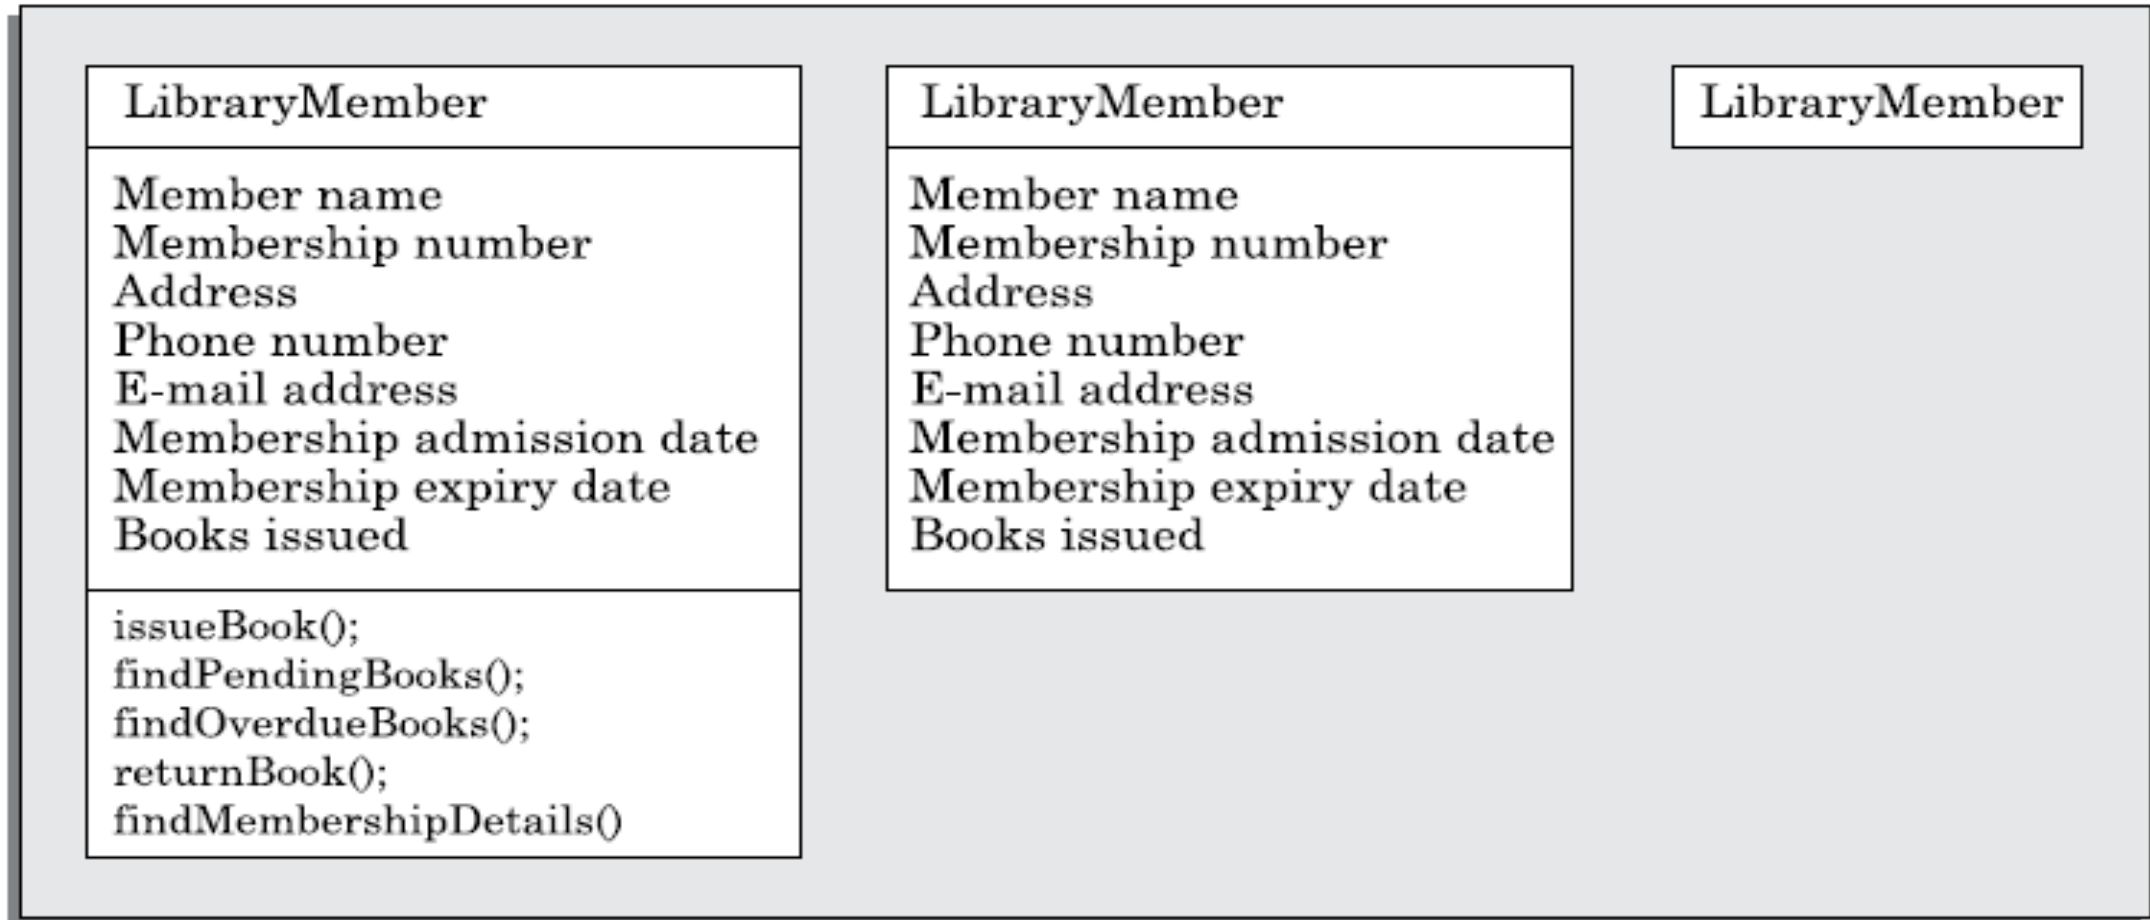 LibraryMember
Member name
Membership number
Address
Phone number
E-mail address
Membership admission date
Membership expiry date
Books issued
issueBook();
findPendingBooks();
findOverdueBooks();
returnBook();
findMembershipDetails()
LibraryMember
Member name
Membership number
Address
Phone number
E-mail address
Membership admission date
Membership expiry date
Books issued
LibraryMember